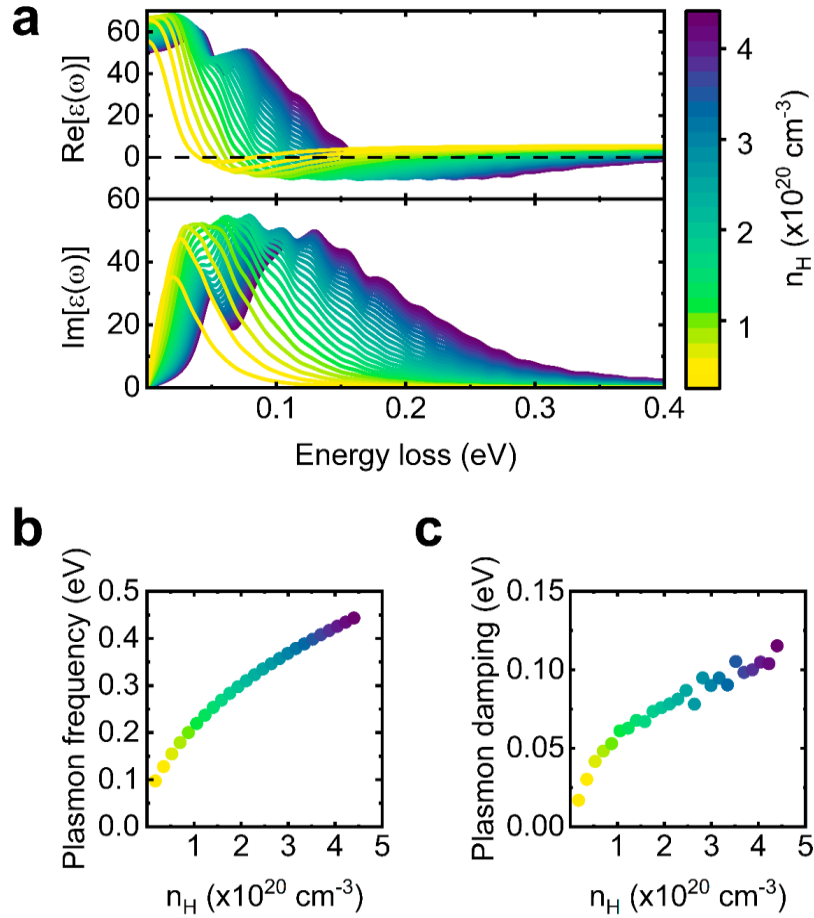 a
60
40
20
0
Re[ε(ω)]
60
40
20
0
Im[ε(ω)]
0.1 0.2 0.3 0.4
Energy loss (eV)
4
3
2
1
n_H (x10^20 cm^-3)
b
0.5
0.4
0.3
0.2
0.1
0.0
Plasmon frequency (eV)
1 2 3 4 5
n_H (x10^20 cm^-3)
c
0.15
0.10
0.05
0.00
Plasmon damping (eV)
1 2 3 4 5
n_H (x10^20 cm^-3)